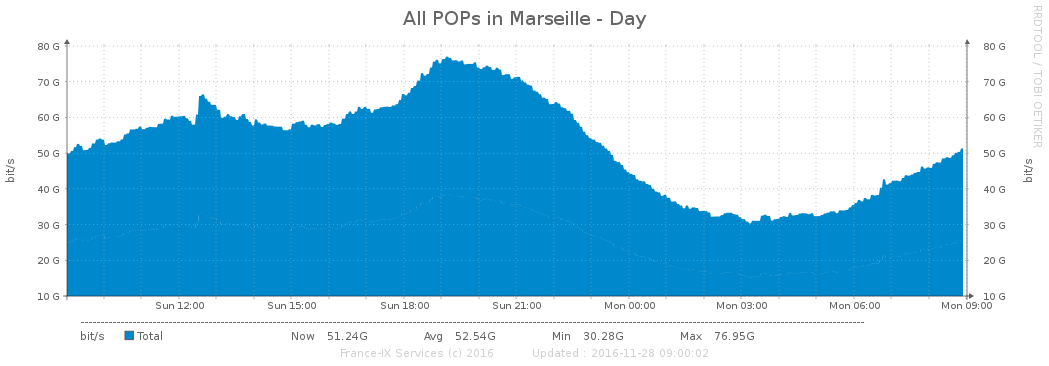 All POPs in Marseille - Day
RRDTOOL / TOBI OETIKER
80 G 80 G
70 G 70 G
60 G 60 G
50 G 50 G
40 G 40 G
30 G 30 G
20 G 20 G
10 G 10 G
bit/s bit/s
Sun 12:00 Sun 15:00 Sun 18:00 Sun 21:00 Mon 00:00 Mon 03:00 Mon 06:00 Mon 09:00
bit/s Total Now 51.24G Avg 52.54G Min 30.28G Max 76.95G
France-IX Services (c) 2016 Updated : 2016-11-28 09:00:02